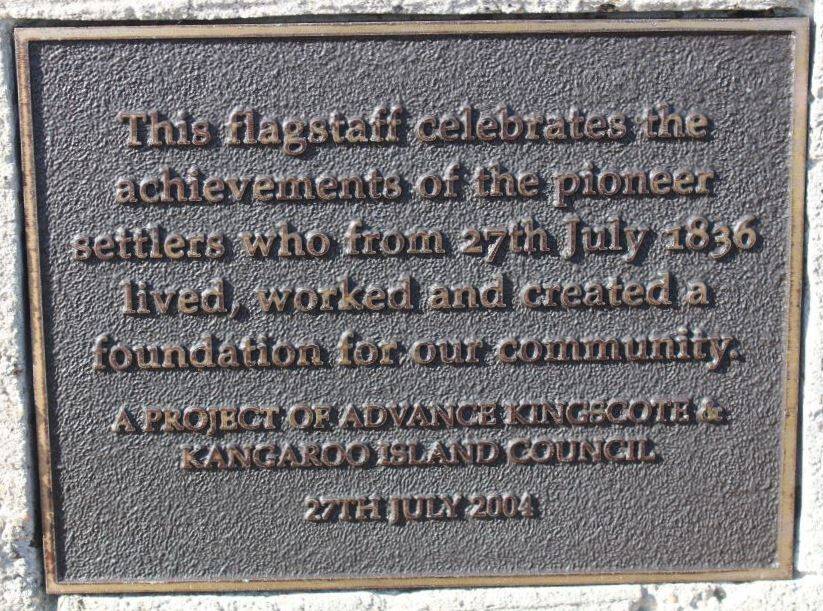 This flagstaff celebrates the
achievements of the pioneer
settlers who from 27th July 1836
lived, worked and created a
foundation for our community.
A PROJECT OF ADVANCE KINGSCOTE &
KANGAROO ISLAND COUNCIL
27TH JULY 2004